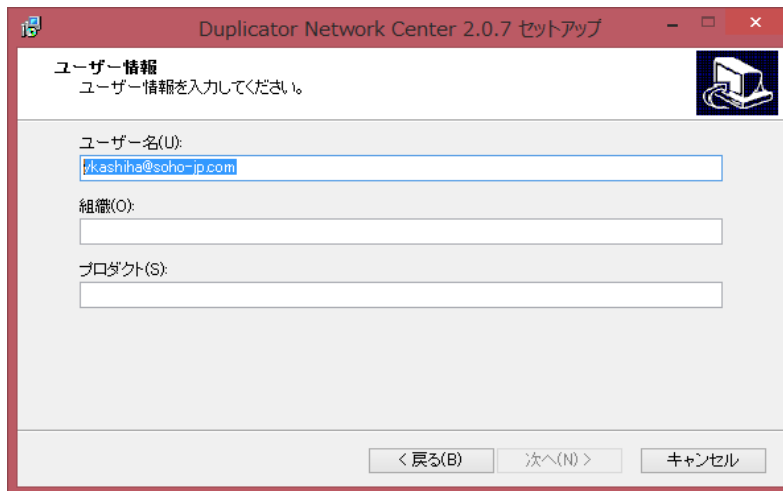 Duplicator Network Center 2.0.7 セットアップ
ユーザー情報
ユーザー情報を入力してください。
ユーザー名(U):
ykashiha@soho-jp.com
組織(O):
プロダクト(S):
< 戻る(B)
次へ(N) >
キャンセル